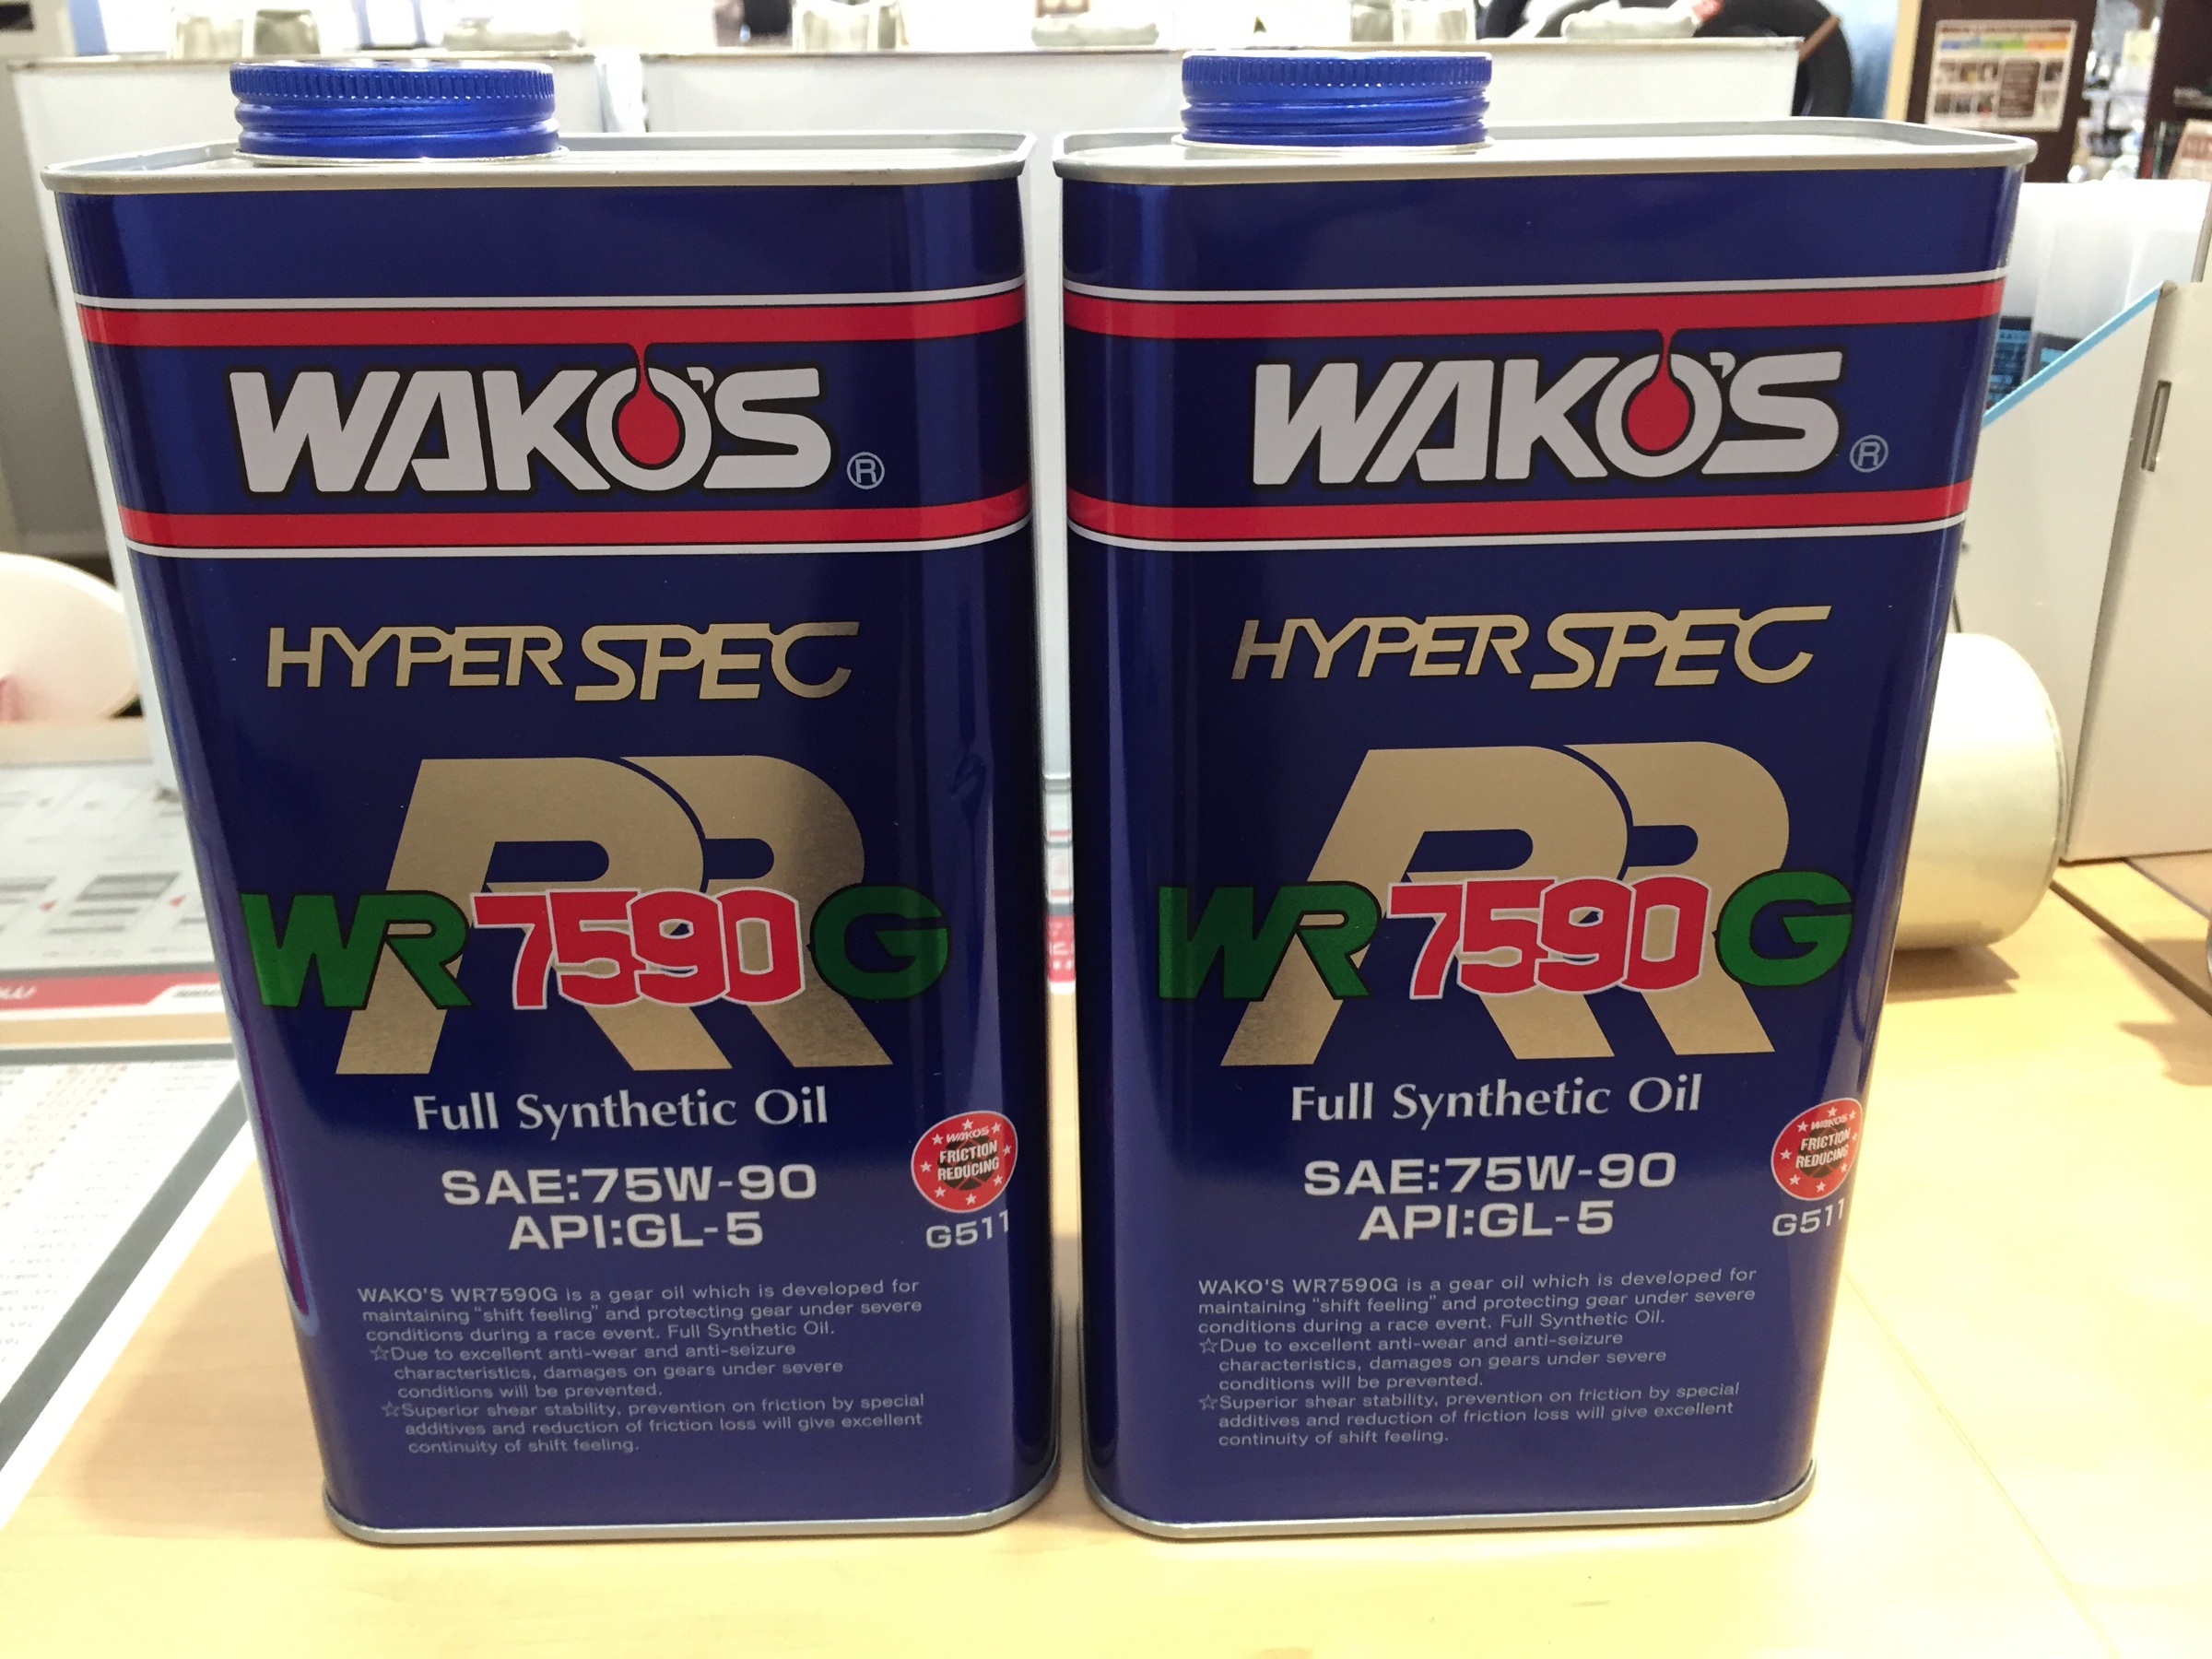 WAKO'S ®
HYPER SPEC
RR
WR 7590 G
Full Synthetic Oil
SAE:75W-90
API:GL-5
WAKO'S
FRICTION
REDUCING
G511
WAKO'S WR7590G is a gear oil which is developed for
maintaining "shift feeling" and protecting gear under severe
conditions during a race event. Full Synthetic Oil.
☆Due to excellent anti-wear and anti-seizure
characteristics, damages on gears under severe
conditions will be prevented.
☆Superior shear stability, prevention on friction by special
additives and reduction of friction loss will give excellent
continuity of shift feeling.
WAKO'S ®
HYPER SPEC
RR
WR 7590 G
Full Synthetic Oil
SAE:75W-90
API:GL-5
WAKO'S
FRICTION
REDUCING
G511
WAKO'S WR7590G is a gear oil which is developed for
maintaining "shift feeling" and protecting gear under severe
conditions during a race event. Full Synthetic Oil.
☆Due to excellent anti-wear and anti-seizure
characteristics, damages on gears under severe
conditions will be prevented.
☆Superior shear stability, prevention on friction by special
additives and reduction of friction loss will give excellent
continuity of shift feeling.